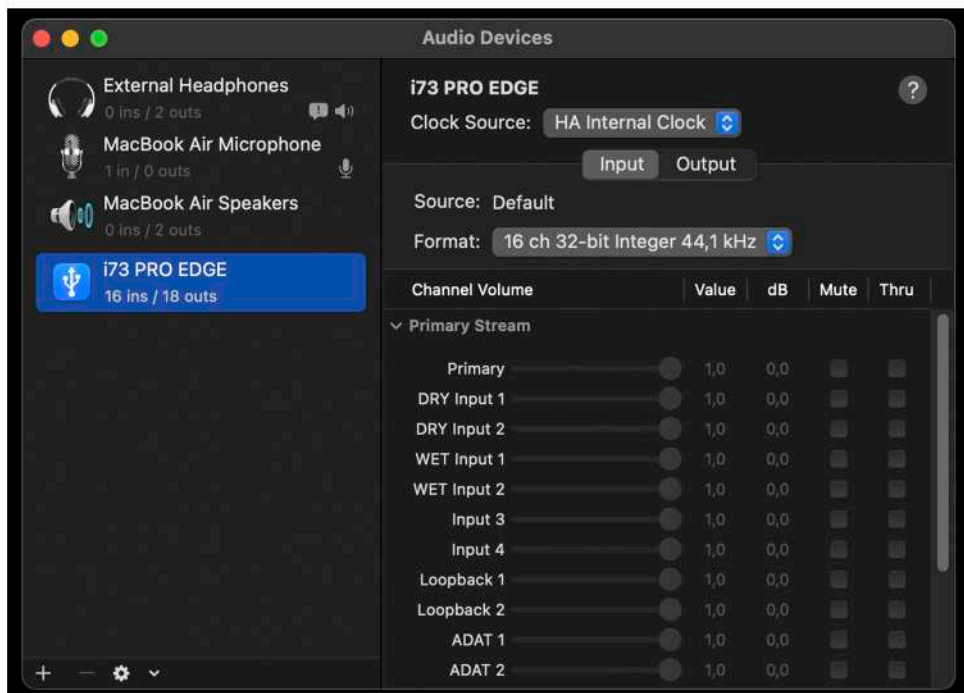 Audio Devices
External Headphones
0 ins / 2 outs
MacBook Air Microphone
1 in / 0 outs
MacBook Air Speakers
0 ins / 2 outs
i73 PRO EDGE
16 ins / 18 outs
i73 PRO EDGE
?
Clock Source: HA Internal Clock
Input Output
Source: Default
Format: 16 ch 32-bit Integer 44,1 kHz
Channel Volume Value dB Mute Thru
Primary Stream
Primary 1,0 0,0
DRY Input 1 1,0 0,0
DRY Input 2 1,0 0,0
WET Input 1 1,0 0,0
WET Input 2 1,0 0,0
Input 3 1,0 0,0
Input 4 1,0 0,0
Loopback 1 1,0 0,0
Loopback 2 1,0 0,0
ADAT 1 1,0 0,0
ADAT 2 1,0 0,0